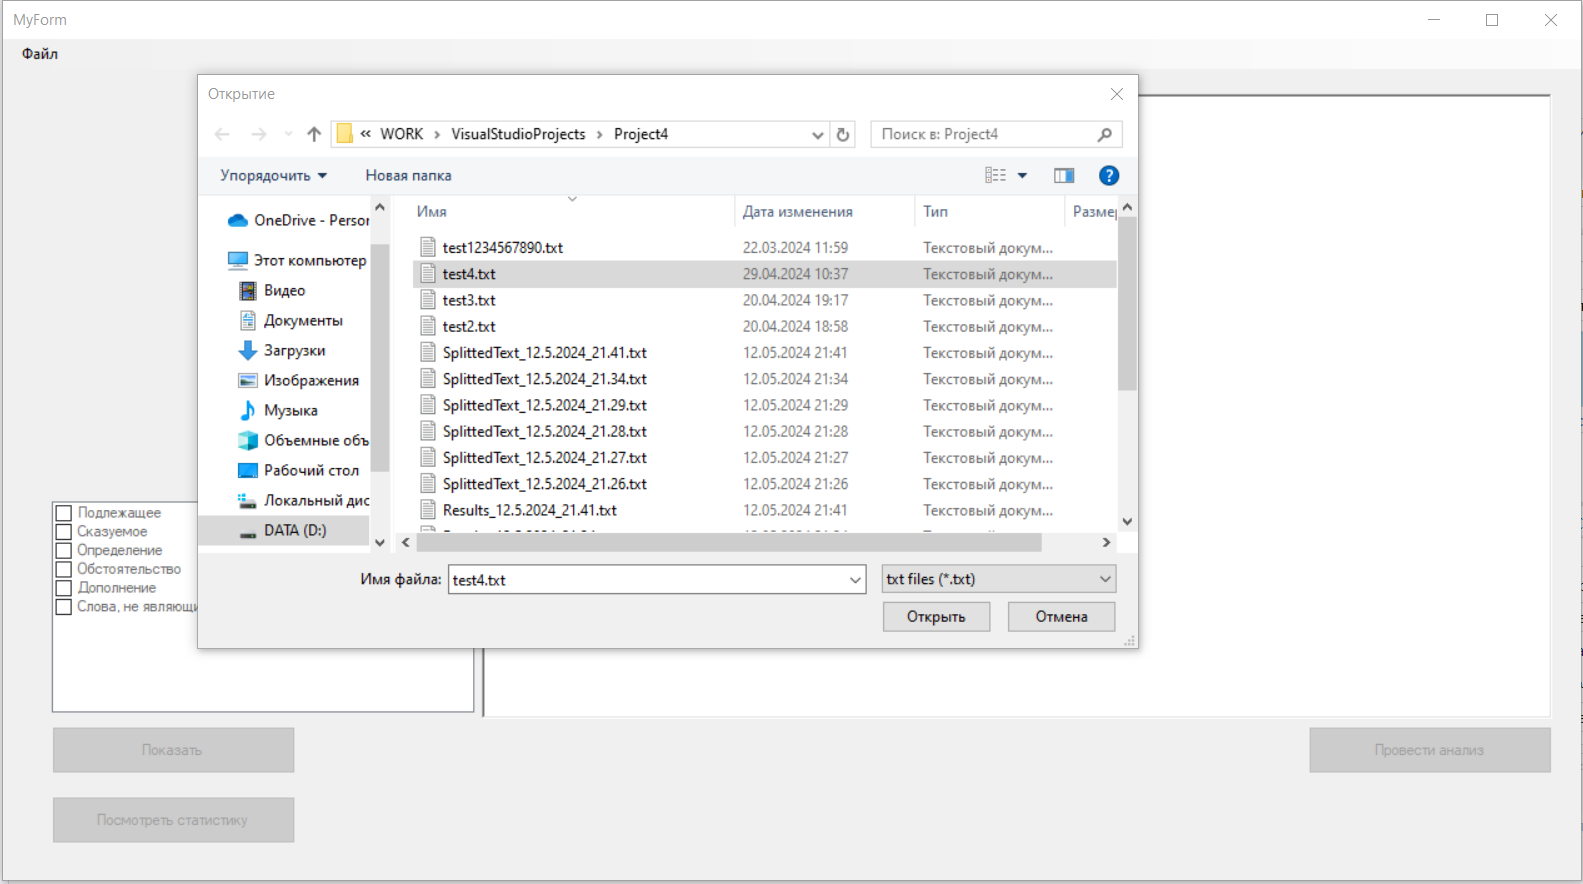 MyForm
Файл
Открытие
« WORK › VisualStudioProjects › Project4
Поиск в: Project4
Упорядочить
Новая папка
Имя Дата изменения Тип Разме
OneDrive - Person
Этот компьютер
Видео
Документы
Загрузки
Изображения
Музыка
Объемные объ
Рабочий стол
Локальный дис
DATA (D:)
test1234567890.txt 22.03.2024 11:59 Текстовый докум...
test4.txt 29.04.2024 10:37 Текстовый докум...
test3.txt 20.04.2024 19:17 Текстовый докум...
test2.txt 20.04.2024 18:58 Текстовый докум...
SplittedText_12.5.2024_21.41.txt 12.05.2024 21:41 Текстовый докум...
SplittedText_12.5.2024_21.34.txt 12.05.2024 21:34 Текстовый докум...
SplittedText_12.5.2024_21.29.txt 12.05.2024 21:29 Текстовый докум...
SplittedText_12.5.2024_21.28.txt 12.05.2024 21:28 Текстовый докум...
SplittedText_12.5.2024_21.27.txt 12.05.2024 21:27 Текстовый докум...
SplittedText_12.5.2024_21.26.txt 12.05.2024 21:26 Текстовый докум...
Results_12.5.2024_21.41.txt 12.05.2024 21:41 Текстовый докум...
Имя файла: test4.txt
txt files (*.txt)
Открыть
Отмена
Подлежащее
Сказуемое
Определение
Обстоятельство
Дополнение
Слова, не являющи
Показать
Провести анализ
Посмотреть статистику